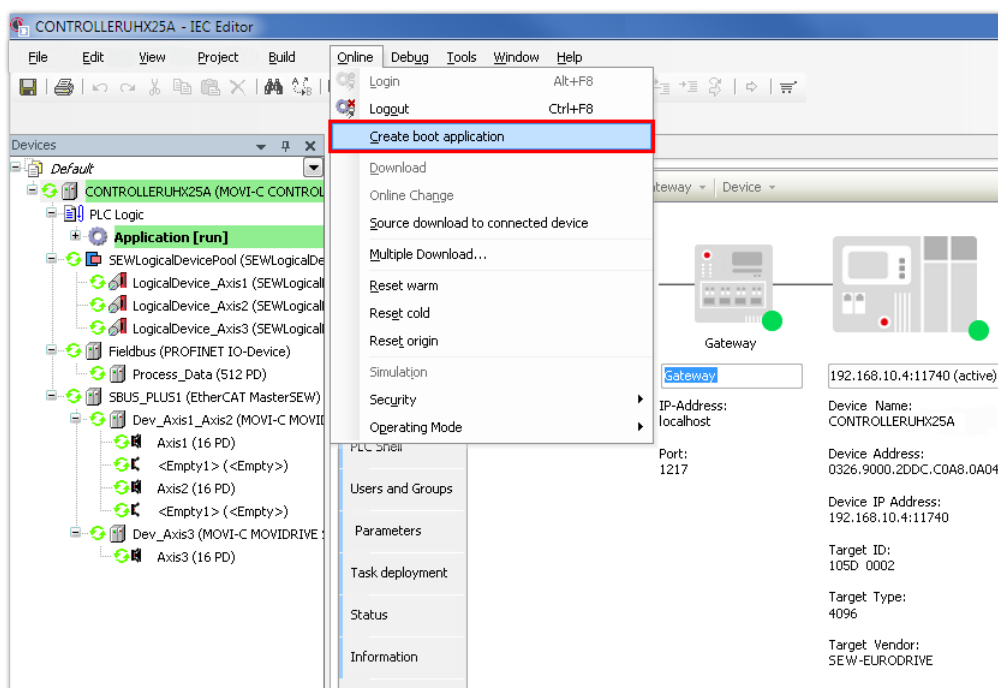 CONTROLLERUHX25A - IEC Editor
File Edit View Project Build Online Debug Tools Window Help
Devices
Default
CONTROLLERUHX25A (MOVI-C CONTROL
PLC Logic
Application [run]
SEWLogicalDevicePool (SEWLogicalDe
LogicalDevice_Axis1 (SEWLogical
LogicalDevice_Axis2 (SEWLogical
LogicalDevice_Axis3 (SEWLogical
Fieldbus (PROFINET IO-Device)
Process_Data (512 PD)
SBUS_PLUS1 (EtherCAT MasterSEW)
Dev_Axis1_Axis2 (MOVI-C MOVI
Axis1 (16 PD)
<Empty1> (<Empty>)
Axis2 (16 PD)
<Empty1> (<Empty>)
Dev_Axis3 (MOVI-C MOVIDRIVE
Axis3 (16 PD)
Login Alt+F8
Logout Ctrl+F8
Create boot application
Download
Online Change
Source download to connected device
Multiple Download...
Reset warm
Reset cold
Reset origin
Simulation
Security
Operating Mode
PLC Shell
Users and Groups
Parameters
Task deployment
Status
Information
teway Device
Gateway
Gateway
IP-Address:
localhost
Port:
1217
192.168.10.4:11740 (active)
Device Name:
CONTROLLERUHX25A
Device Address:
0326.9000.2DDC.C0A8.0A04
Device IP Address:
192.168.10.4:11740
Target ID:
105D 0002
Target Type:
4096
Target Vendor:
SEW-EURODRIVE